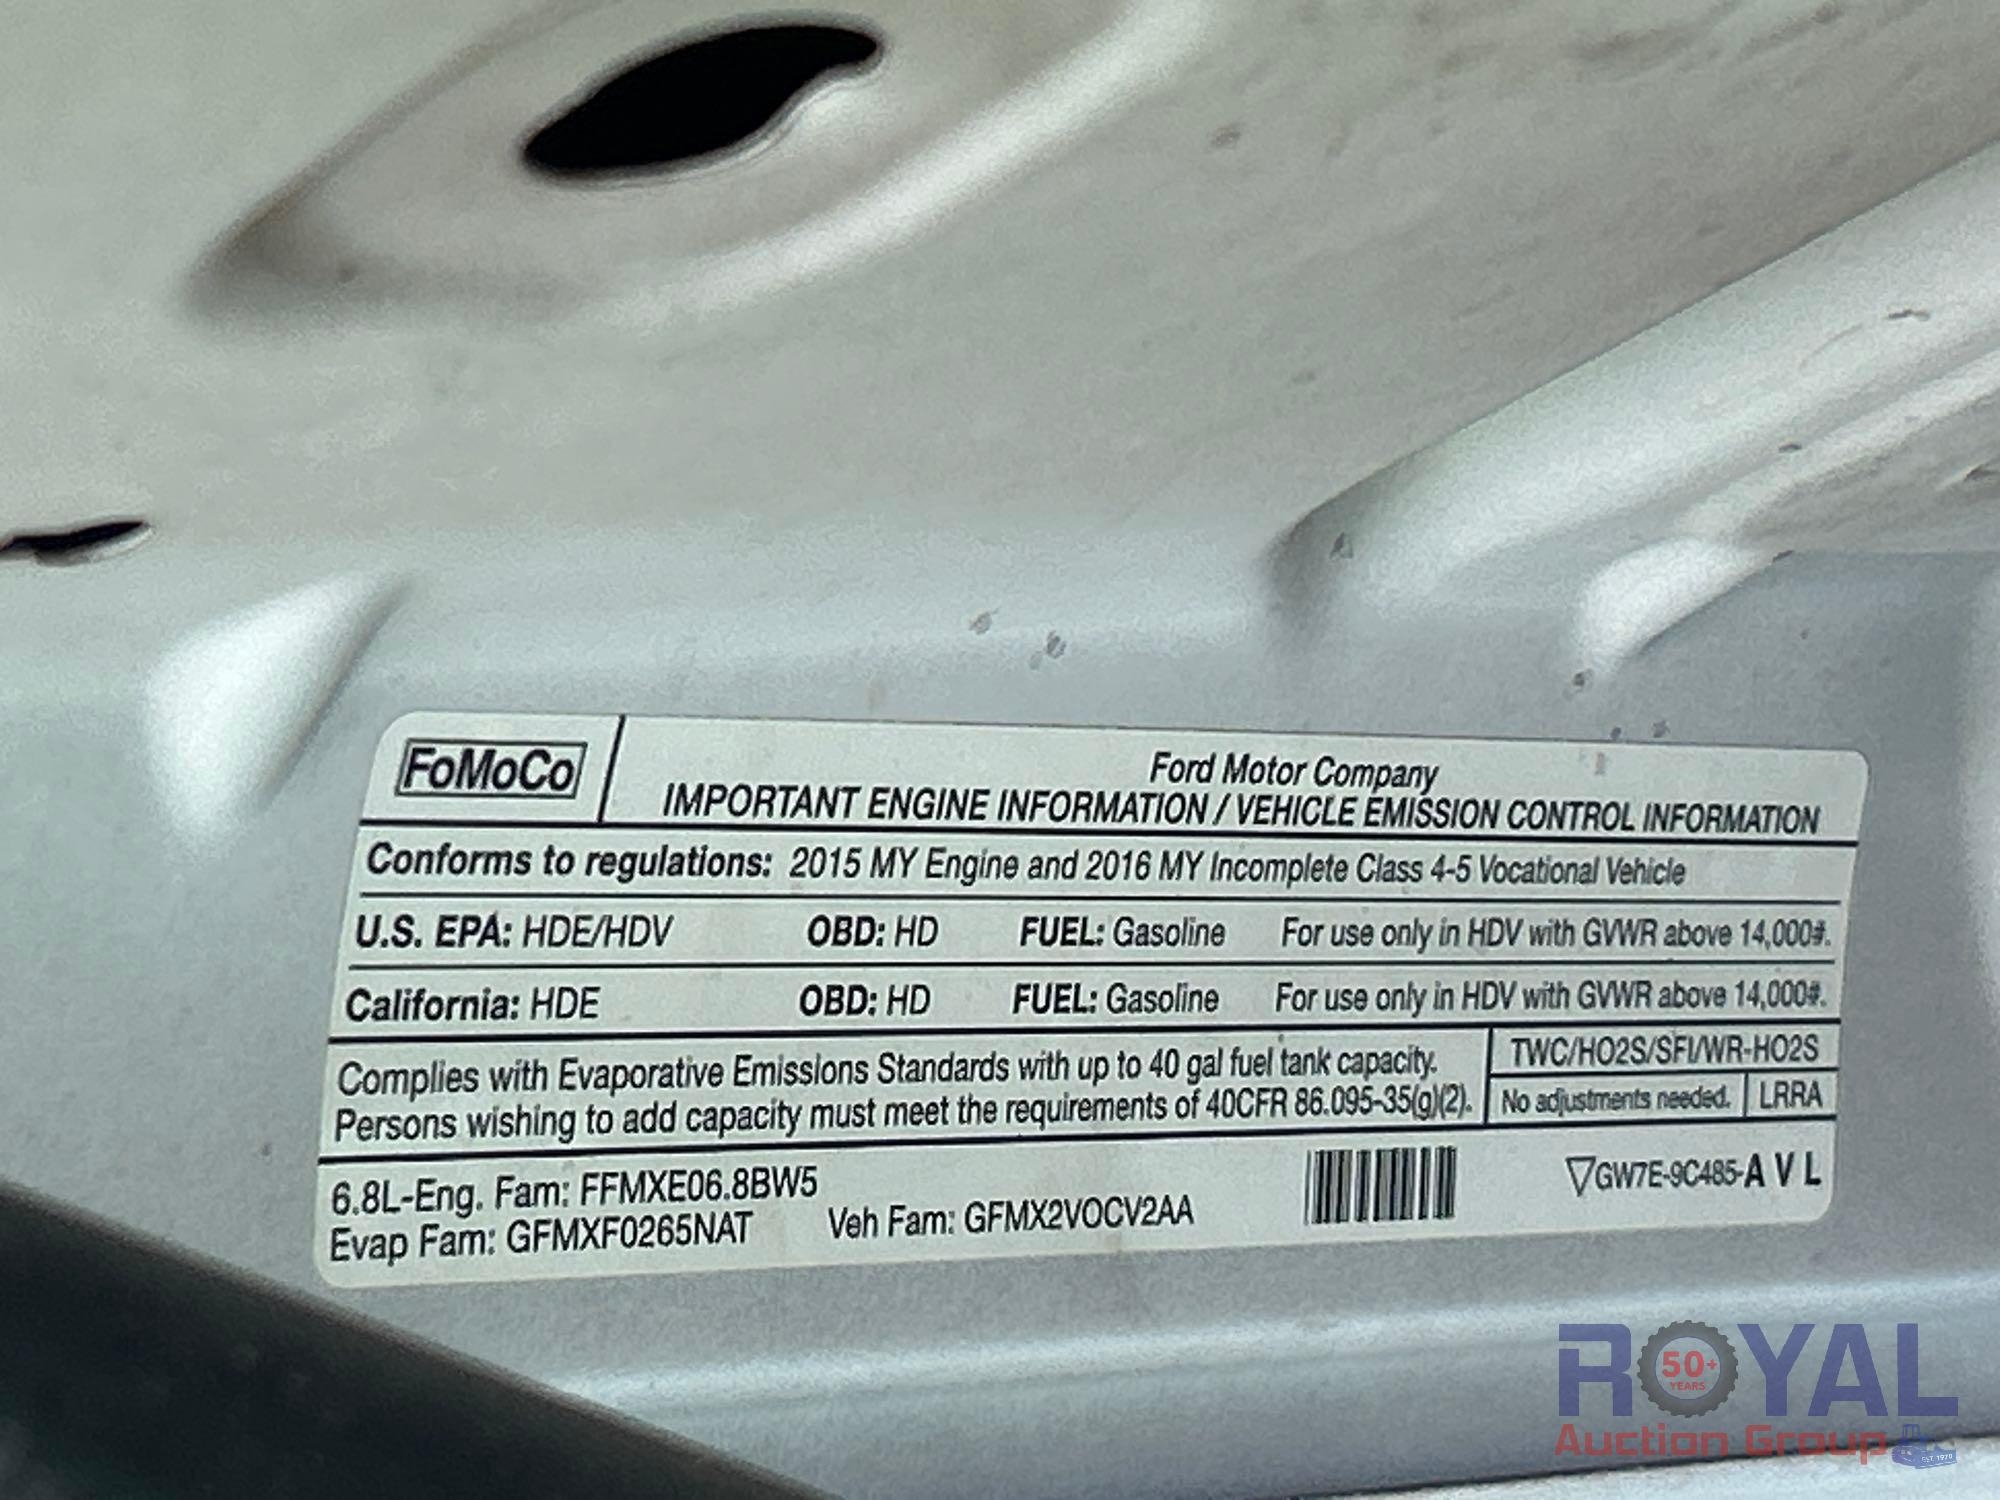 FoMoCo
Ford Motor Company
IMPORTANT ENGINE INFORMATION / VEHICLE EMISSION CONTROL INFORMATION
Conforms to regulations: 2015 MY Engine and 2016 MY Incomplete Class 4-5 Vocational Vehicle
U.S. EPA: HDE/HDV OBD: HD FUEL: Gasoline For use only in HDV with GVWR above 14,000#.
California: HDE OBD: HD FUEL: Gasoline For use only in HDV with GVWR above 14,000#.
Complies with Evaporative Emissions Standards with up to 40 gal fuel tank capacity.
Persons wishing to add capacity must meet the requirements of 40CFR 86.095-35(g)(2).
TWC/HO2S/SFI/WR-HO2S
No adjustments needed. LRRA
6.8L-Eng. Fam: FFMXE06.8BW5
Evap Fam: GFMXF0265NAT Veh Fam: GFMX2VOCV2AA
▽GW7E-9C485-A V L
ROYAL
50+
YEARS
Auction Group
EST. 1970